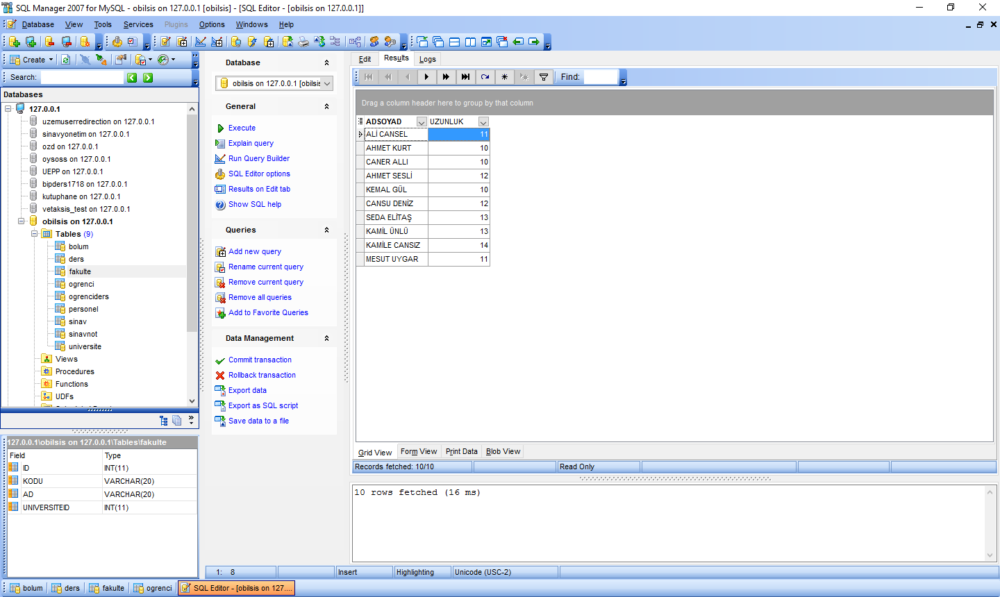 SQL Manager 2007 for MySQL - obilsis on 127.0.0.1 [obilsis] - [SQL Editor - [obilsis on 127.0.0.1]]
Database View Tools Services Plugins Options Windows Help
Create
Search:
Databases
127.0.0.1
uzemuserredirection on 127.0.0.1
sinavyonetim on 127.0.0.1
ozd on 127.0.0.1
oysoss on 127.0.0.1
UEPP on 127.0.0.1
bipders1718 on 127.0.0.1
kutuphane on 127.0.0.1
vetaksis_test on 127.0.0.1
obilsis on 127.0.0.1
Tables (9)
bolum
ders
fakulte
ogrenci
ogrenciders
personel
sinav
sinavnot
universite
Views
Procedures
Functions
UDFs
127.0.0.1\obilsis on 127.0.0.1\Tables\fakulte
Field Type
ID INT(11)
KODU VARCHAR(20)
AD VARCHAR(20)
UNIVERSITEID INT(11)
Database
obilsis on 127.0.0.1 [obilsis
General
Execute
Explain query
Run Query Builder
SQL Editor options
Results on Edit tab
Show SQL help
Queries
Add new query
Rename current query
Remove current query
Remove all queries
Add to Favorite Queries
Data Management
Commit transaction
Rollback transaction
Export data
Export as SQL script
Save data to a file
Edit Results Logs
Find:
Drag a column header here to group by that column
ADSOYAD UZUNLUK
ALİ CANSEL 11
AHMET KURT 10
CANER ALLI 10
AHMET SESLİ 12
KEMAL GÜL 10
CANSU DENİZ 12
SEDA ELİTAŞ 13
KAMİL ÜNLÜ 13
KAMİLE CANSIZ 14
MESUT UYGAR 11
Grid View Form View Print Data Blob View
Records fetched: 10/10 Read Only
10 rows fetched (16 ms)
1: 8 Insert Highlighting Unicode (USC-2)
bolum ders fakulte ogrenci SQL Editor - [obilsis on 127....